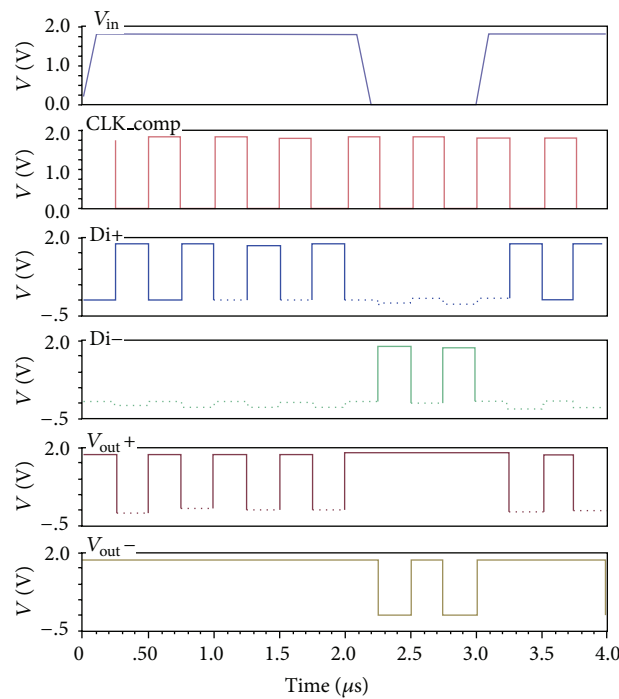 V_in
V (V)
2.0
1.0
0.0
CLK_comp
V (V)
2.0
1.0
0.0
Di+
V (V)
2.0
−.5
Di−
V (V)
2.0
−.5
V_out+
V (V)
2.0
−.5
V_out−
V (V)
2.0
−.5
0 .50 1.0 1.5 2.0 2.5 3.0 3.5 4.0
Time (μs)